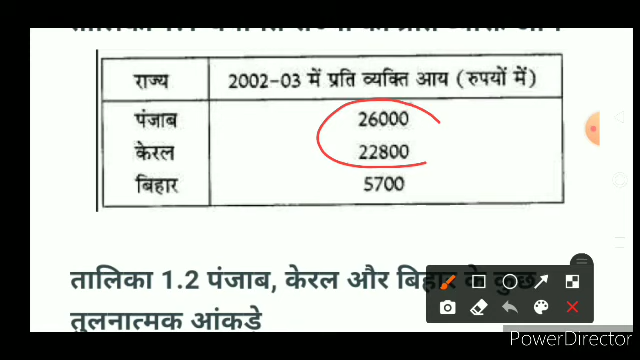 राज्य 2002-03 में प्रति व्यक्ति आय (रुपयों में)
पंजाब 26000
केरल 22800
बिहार 5700
तालिका 1.2 पंजाब, केरल और बिहार के कुछ
तुलनात्मक आंकडे
PowerDirector